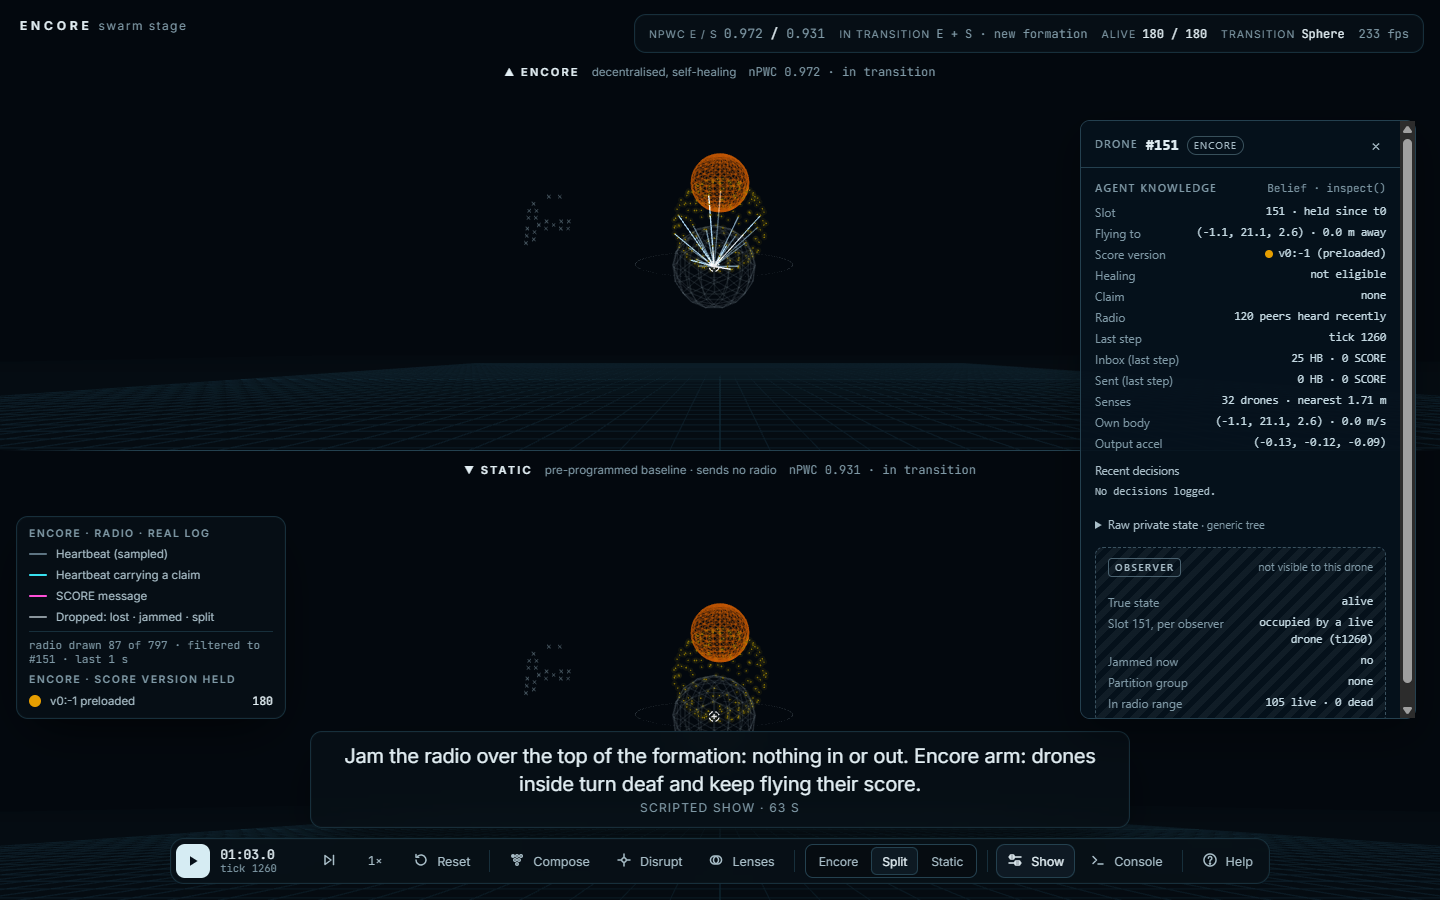 ENCORE swarm stage
NPWC E / S 0.972 / 0.931 IN TRANSITION E + S · new formation ALIVE 180 / 180 TRANSITION Sphere 233 fps
▲ ENCORE decentralised, self-healing nPWC 0.972 · in transition
DRONE #151 ENCORE ×
AGENT KNOWLEDGE Belief · inspect()
Slot 151 · held since t0
Flying to (-1.1, 21.1, 2.6) · 0.0 m away
Score version v0:-1 (preloaded)
Healing not eligible
Claim none
Radio 120 peers heard recently
Last step tick 1260
Inbox (last step) 25 HB · 0 SCORE
Sent (last step) 0 HB · 0 SCORE
Senses 32 drones · nearest 1.71 m
Own body (-1.1, 21.1, 2.6) · 0.0 m/s
Output accel (-0.13, -0.12, -0.09)
Recent decisions
No decisions logged.
▶ Raw private state · generic tree
OBSERVER not visible to this drone
True state alive
Slot 151, per observer occupied by a live
drone (t1260)
Jammed now no
Partition group none
In radio range 105 live · 0 dead
▼ STATIC pre-programmed baseline · sends no radio nPWC 0.931 · in transition
ENCORE · RADIO · REAL LOG
Heartbeat (sampled)
Heartbeat carrying a claim
SCORE message
Dropped: lost · jammed · split
radio drawn 87 of 797 · filtered to
#151 · last 1 s
ENCORE · SCORE VERSION HELD
v0:-1 preloaded 180
Jam the radio over the top of the formation: nothing in or out. Encore arm: drones
inside turn deaf and keep flying their score.
SCRIPTED SHOW · 63 S
01:03.0
tick 1260
1× Reset Compose Disrupt Lenses Encore Split Static Show Console Help